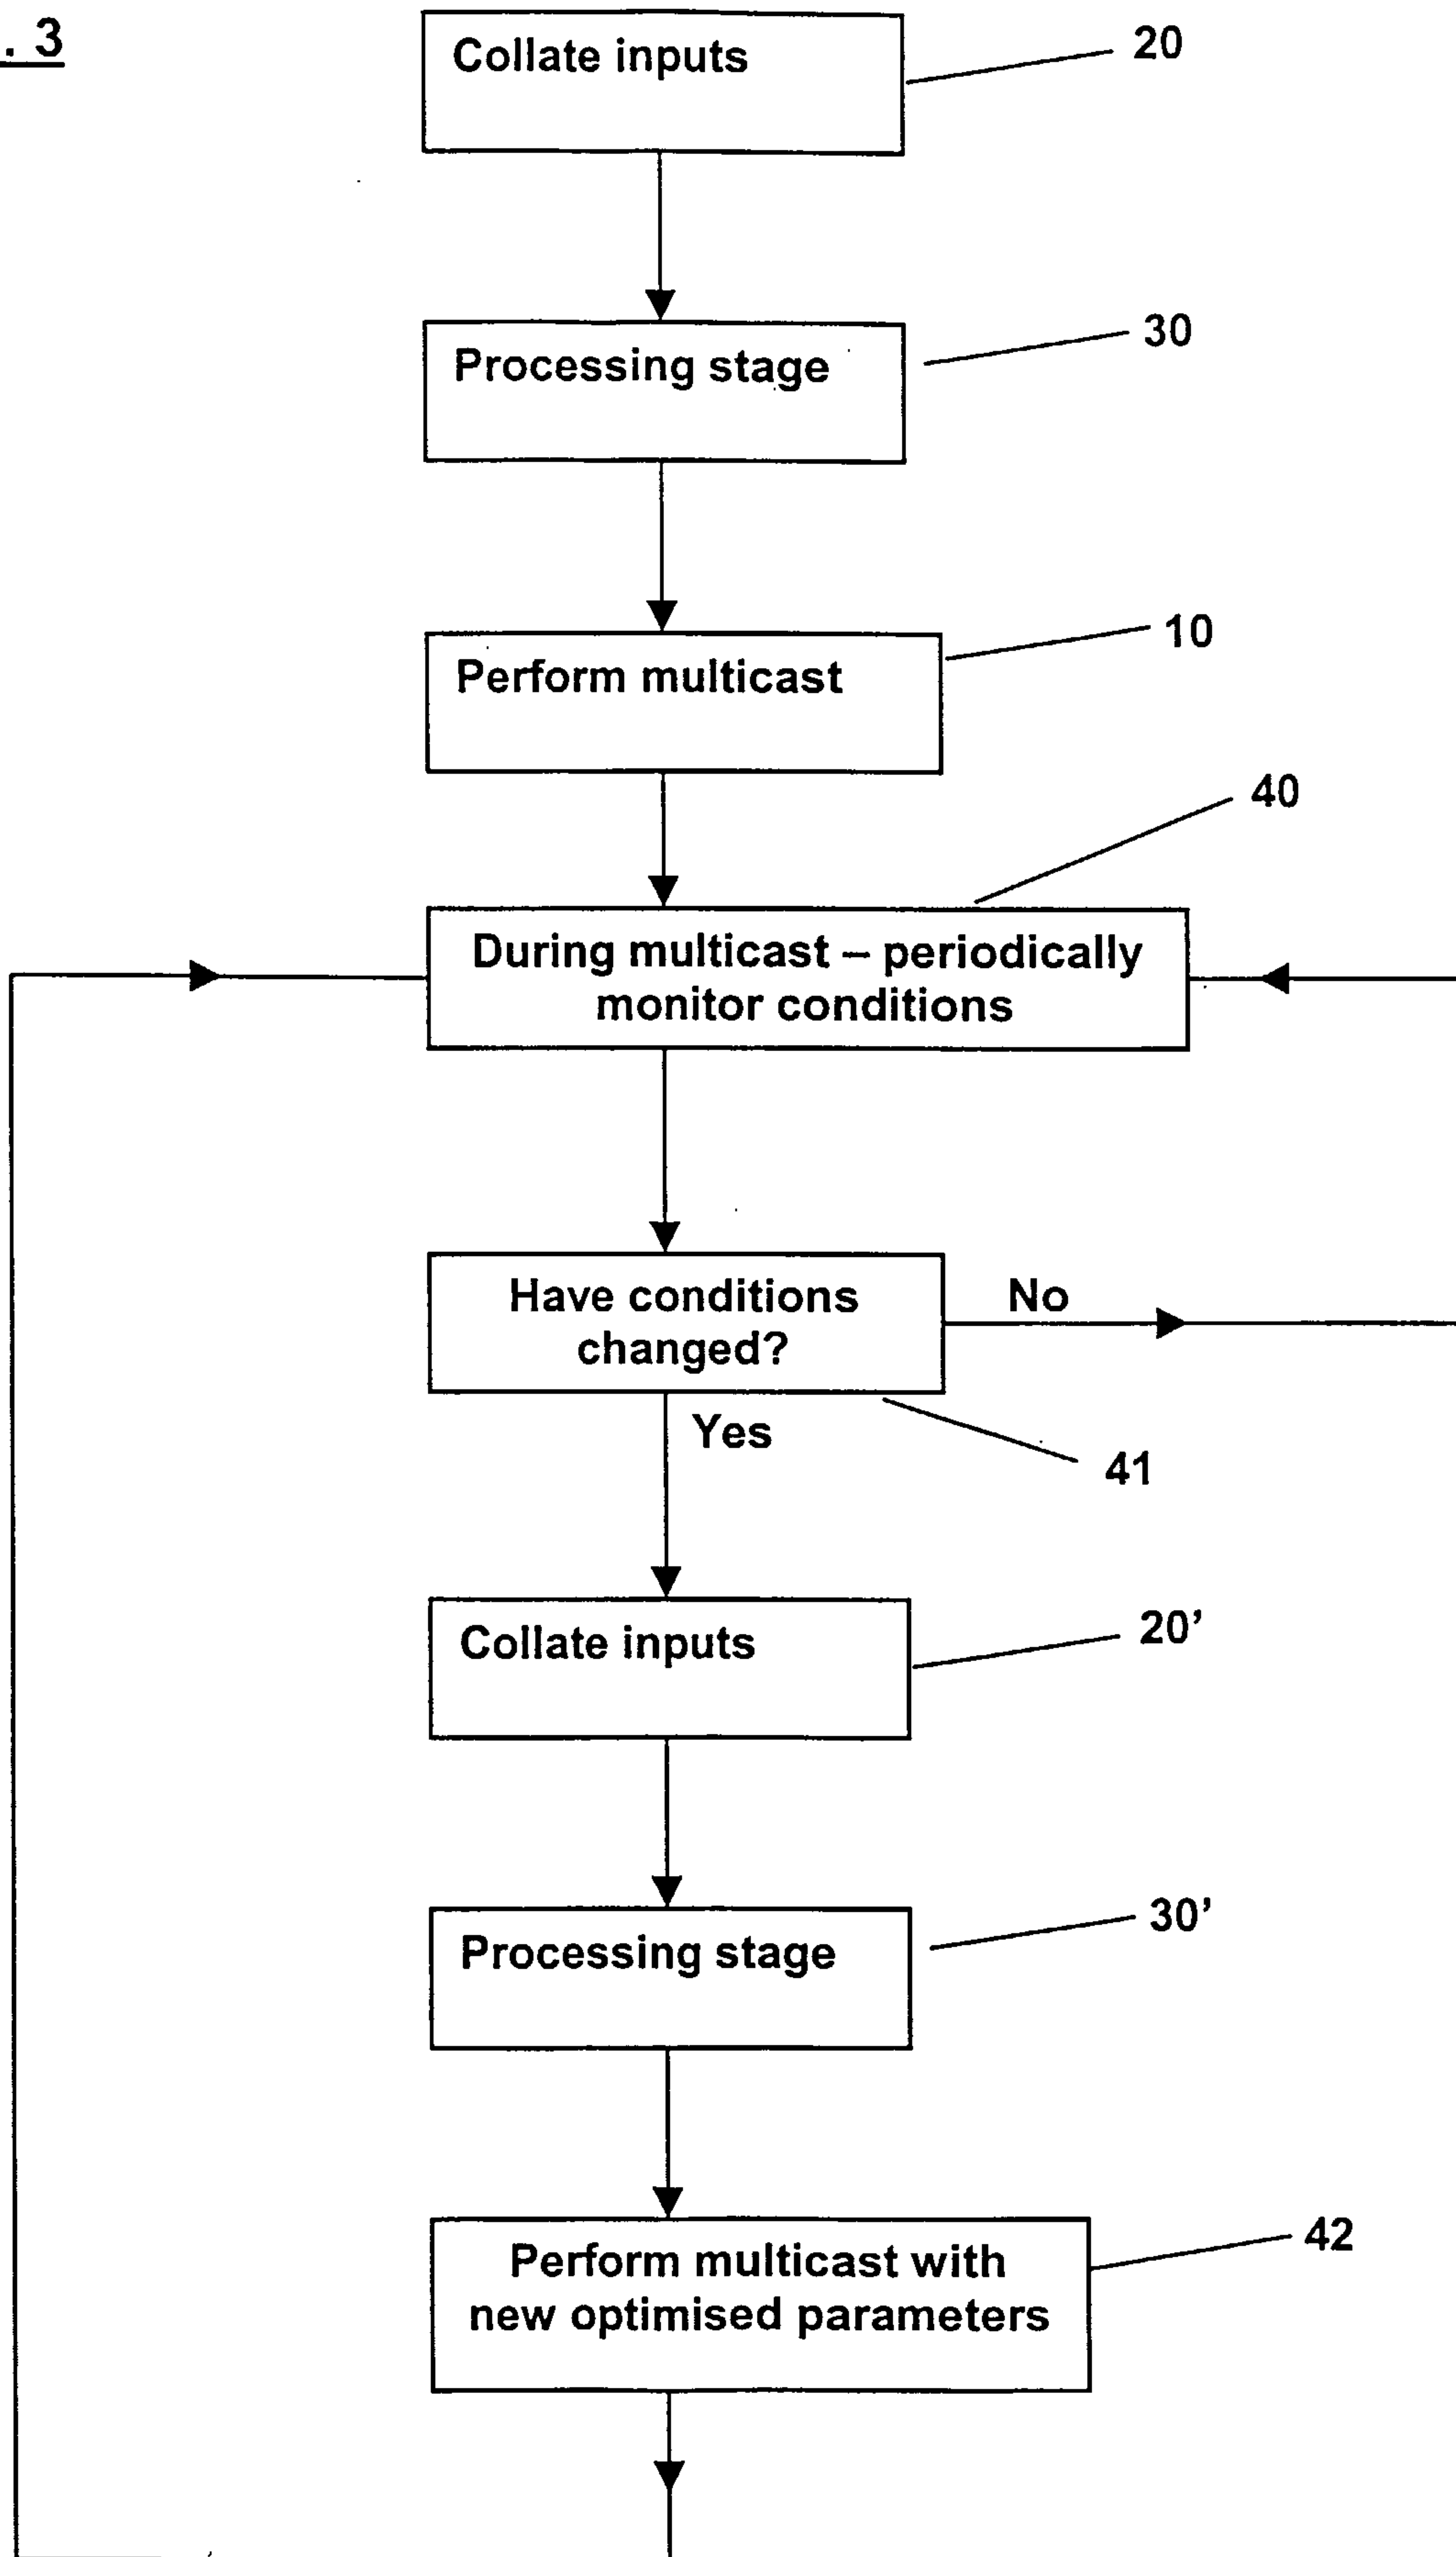 . 3
Collate inputs
20
Processing stage
30
Perform multicast
10
40
During multicast – periodically
monitor conditions
Have conditions
changed?
No
Yes
41
Collate inputs
20’
Processing stage
30’
Perform multicast with
new optimised parameters
42